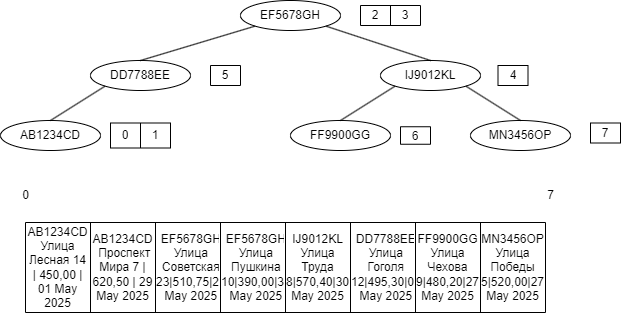 EF5678GH 2 3
DD7788EE 5 IJ9012KL 4
AB1234CD 0 1 FF9900GG 6 MN3456OP 7
0 7
AB1234CD
Улица
Лесная 14
| 450,00 |
01 May
2025
AB1234CD
Проспект
Мира 7 |
620,50 | 29
May 2025
EF5678GH
Улица
Советская
23|510,75|2
May 2025
EF5678GH
Улица
Пушкина
10|390,00|3
May 2025
IJ9012KL
Улица
Труда
8|570,40|30
May 2025
DD7788EE
Улица
Гоголя
12|495,30|0
May 2025
FF9900GG
Улица
Чехова
9|480,20|27
May 2025
MN3456OP
Улица
Победы
5|520,00|27
May 2025